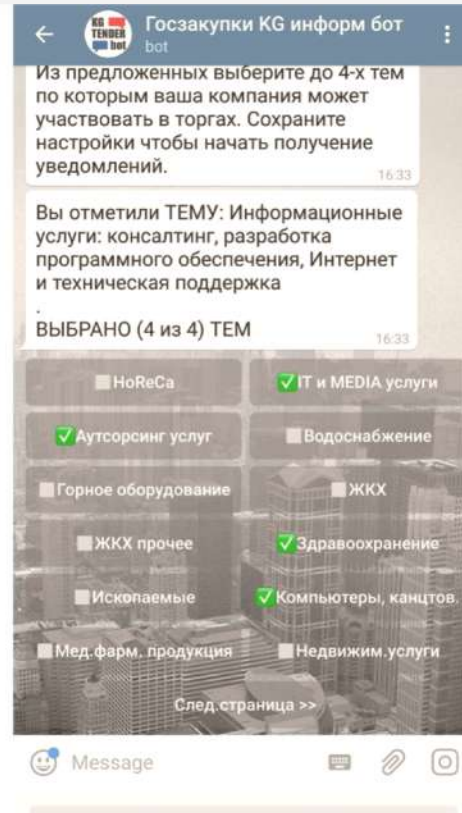 KG
TENDER
bot
Госзакупки KG информ бот
bot
Из предложенных выберите до 4-х тем
по которым ваша компания может
участвовать в торгах. Сохраните
настройки чтобы начать получение
уведомлений.
16:33
Вы отметили ТЕМУ: Информационные
услуги: консалтинг, разработка
программного обеспечения, Интернет
и техническая поддержка
.
ВЫБРАНО (4 из 4) ТЕМ
16:33
HoReCa
IT и MEDIA услуги
Аутсорсинг услуг
Водоснабжение
Горное оборудование
ЖКХ
ЖКХ прочее
Здравоохранение
Ископаемые
Компьютеры, канцтов.
Мед.фарм. продукция
Недвижим.услуги
След.страница >>
Message